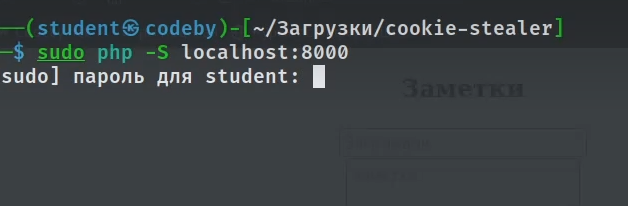 ──(student㉿codeby)-[~/Загрузки/cookie-stealer]
─$ sudo php -S localhost:8000
sudo] пароль для student:
Заметки